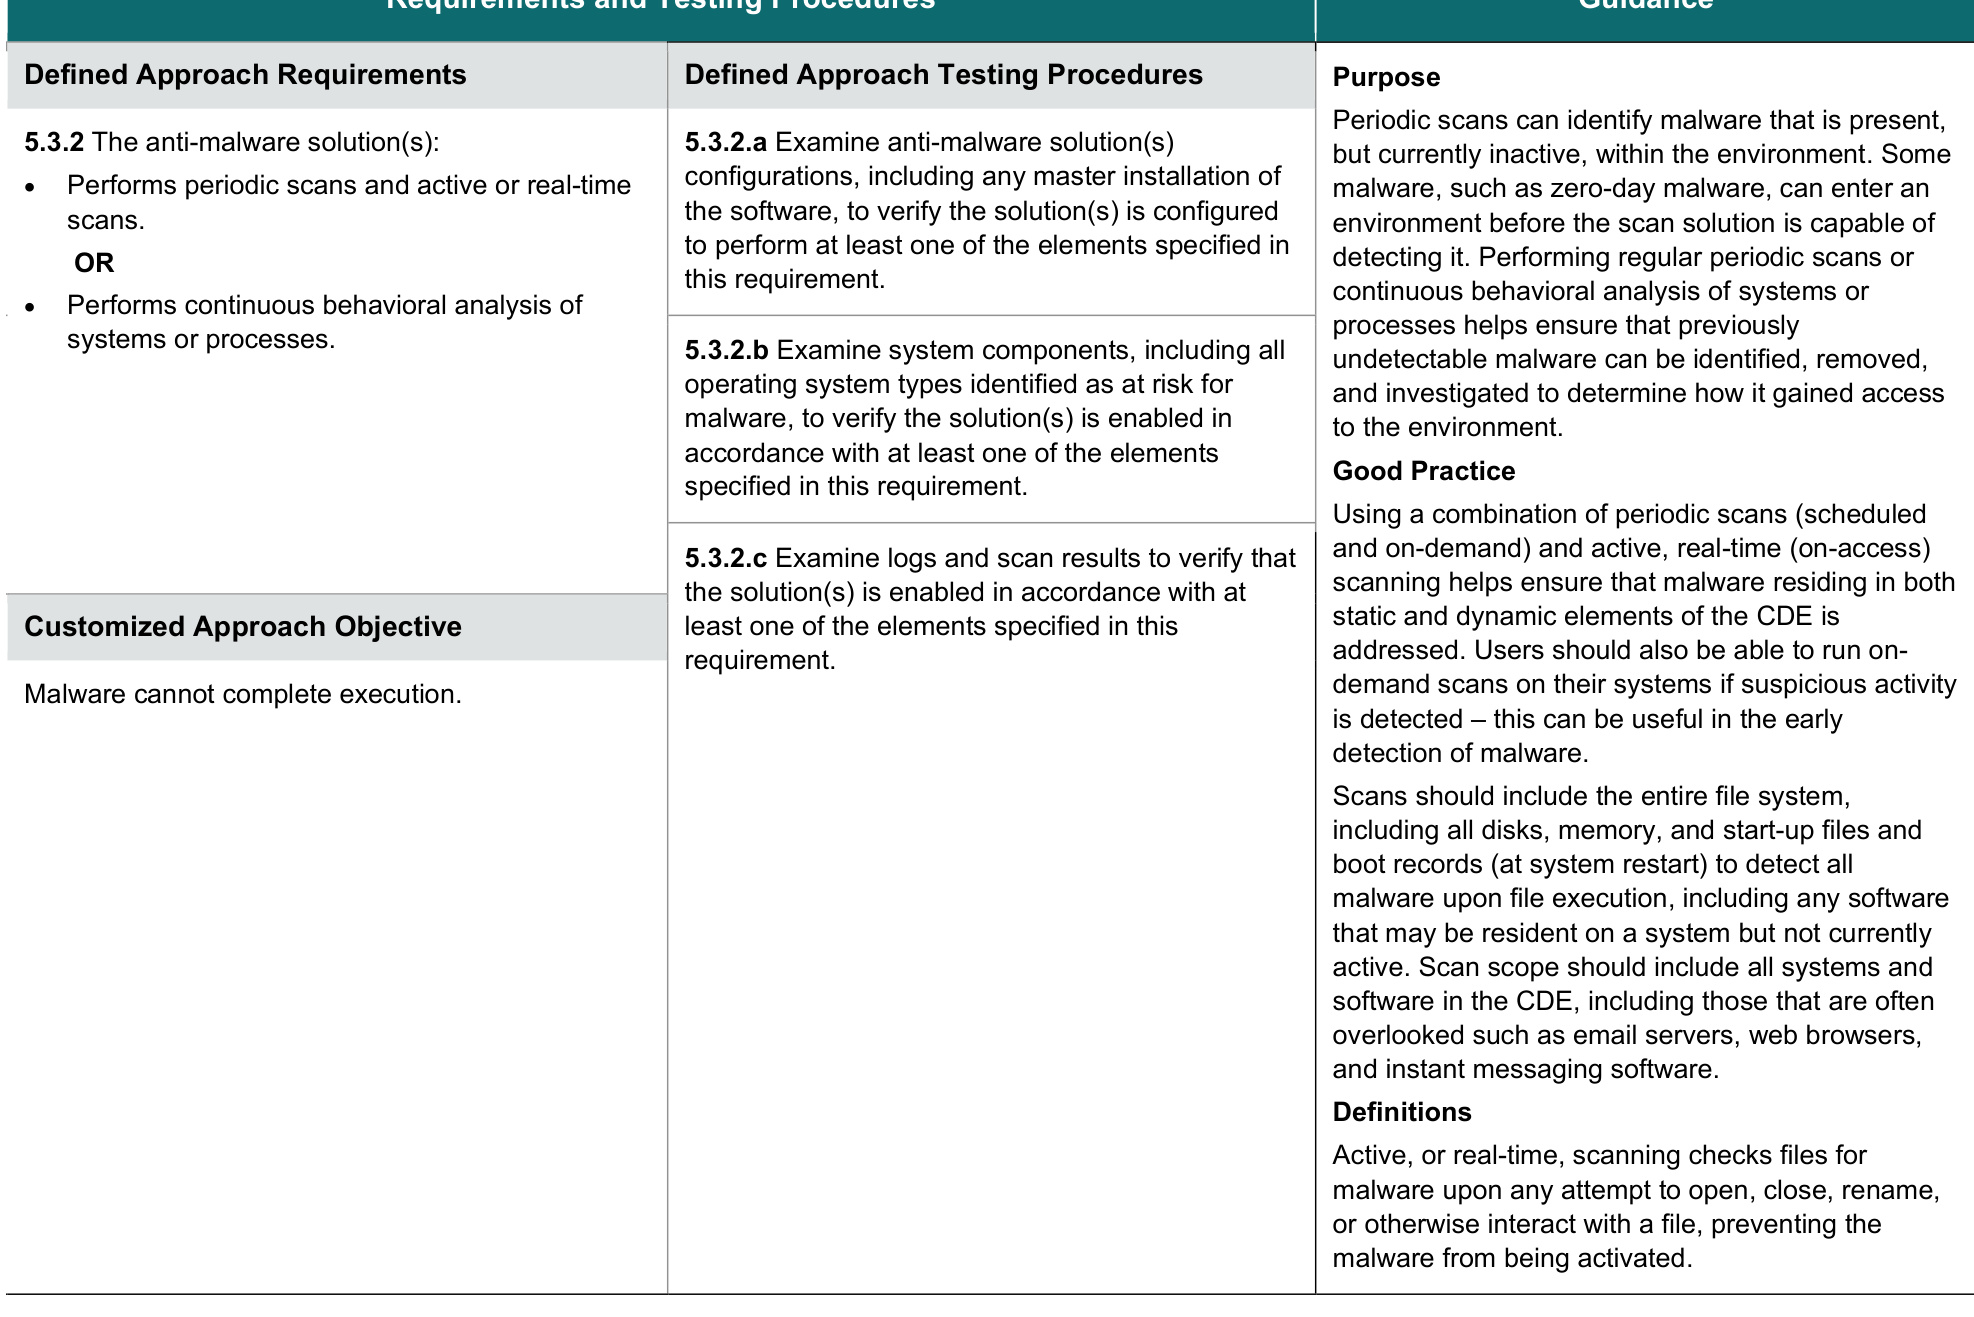 Requirements and Testing Procedures
Guidance
Defined Approach Requirements
5.3.2 The anti-malware solution(s):
• Performs periodic scans and active or real-time
scans.
OR
• Performs continuous behavioral analysis of
systems or processes.
Customized Approach Objective
Malware cannot complete execution.
Defined Approach Testing Procedures
5.3.2.a Examine anti-malware solution(s)
configurations, including any master installation of
the software, to verify the solution(s) is configured
to perform at least one of the elements specified in
this requirement.
5.3.2.b Examine system components, including all
operating system types identified as at risk for
malware, to verify the solution(s) is enabled in
accordance with at least one of the elements
specified in this requirement.
5.3.2.c Examine logs and scan results to verify that
the solution(s) is enabled in accordance with at
least one of the elements specified in this
requirement.
Purpose
Periodic scans can identify malware that is present,
but currently inactive, within the environment. Some
malware, such as zero-day malware, can enter an
environment before the scan solution is capable of
detecting it. Performing regular periodic scans or
continuous behavioral analysis of systems or
processes helps ensure that previously
undetectable malware can be identified, removed,
and investigated to determine how it gained access
to the environment.
Good Practice
Using a combination of periodic scans (scheduled
and on-demand) and active, real-time (on-access)
scanning helps ensure that malware residing in both
static and dynamic elements of the CDE is
addressed. Users should also be able to run on-
demand scans on their systems if suspicious activity
is detected – this can be useful in the early
detection of malware.
Scans should include the entire file system,
including all disks, memory, and start-up files and
boot records (at system restart) to detect all
malware upon file execution, including any software
that may be resident on a system but not currently
active. Scan scope should include all systems and
software in the CDE, including those that are often
overlooked such as email servers, web browsers,
and instant messaging software.
Definitions
Active, or real-time, scanning checks files for
malware upon any attempt to open, close, rename,
or otherwise interact with a file, preventing the
malware from being activated.